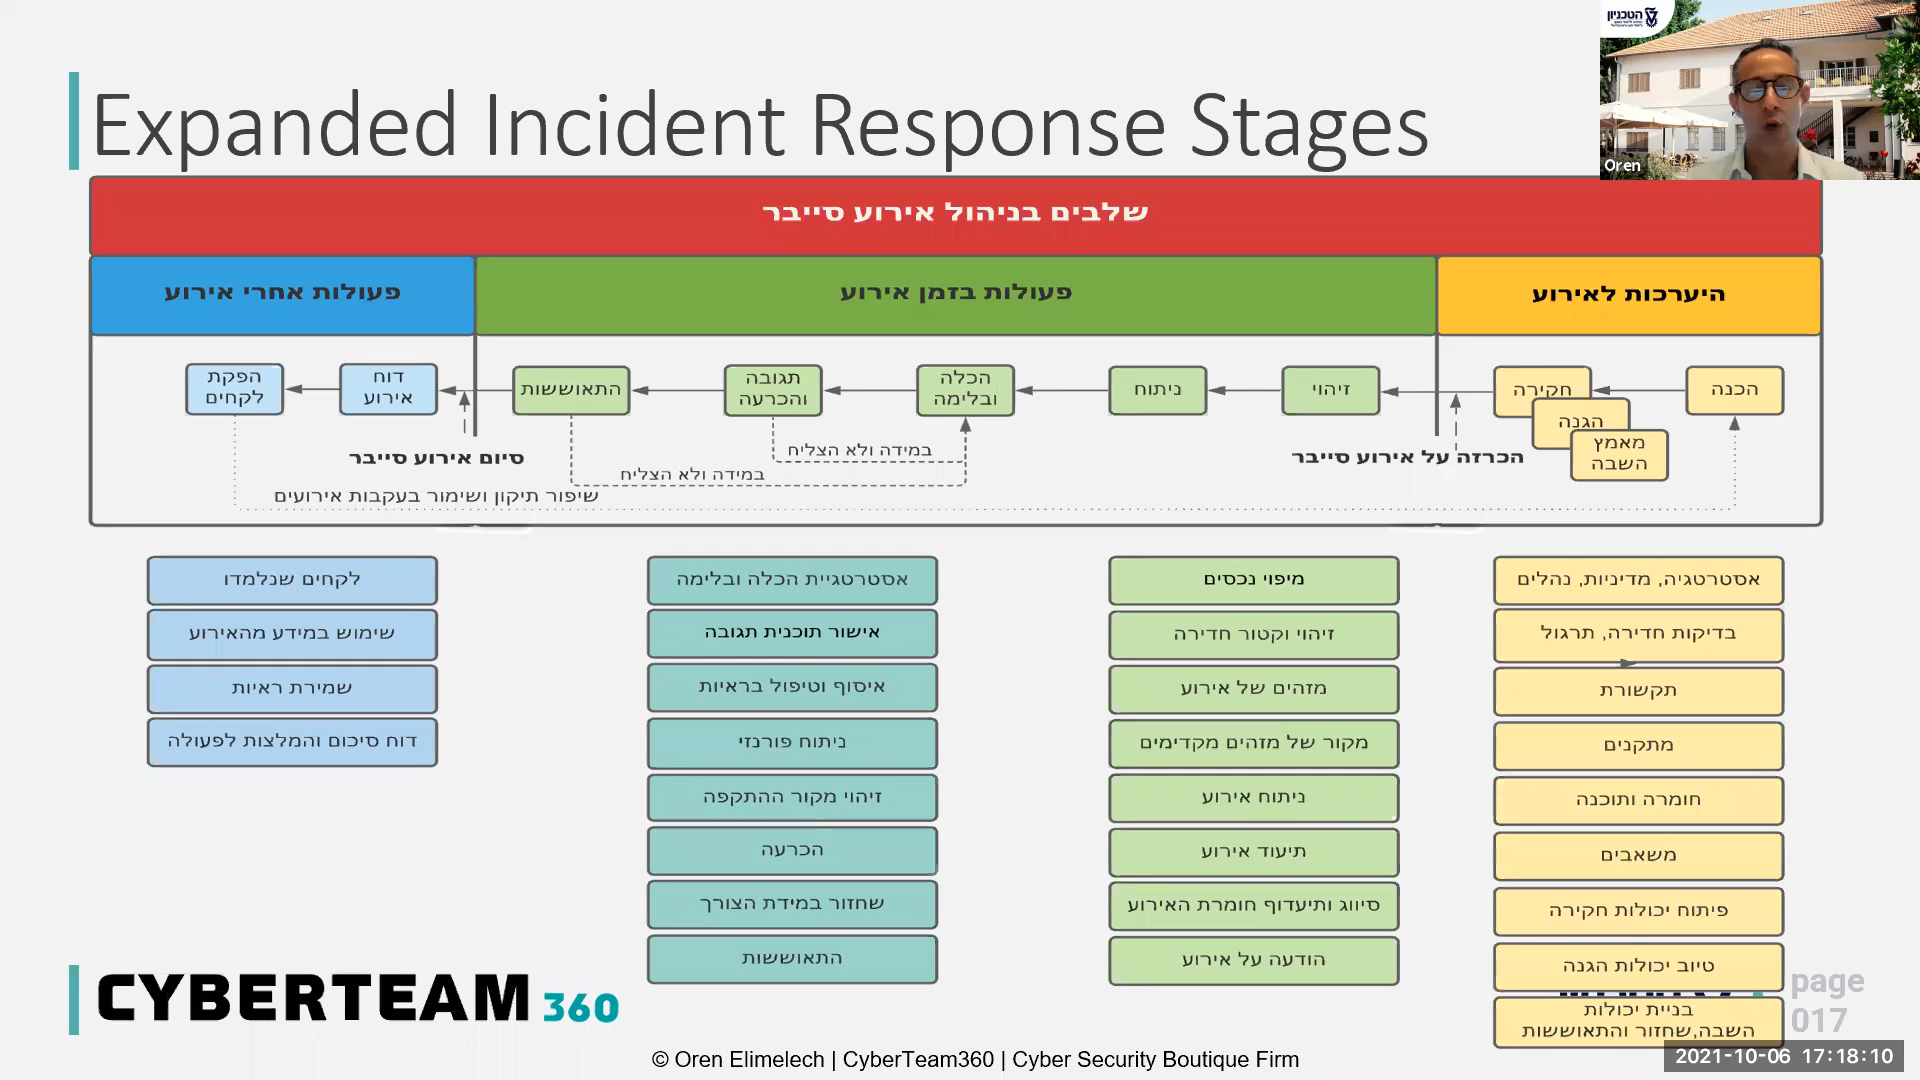 הטכניון
Oren
Expanded Incident Response Stages
שלבים בניהול אירוע סייבר
היערכות לאירוע
פעולות בזמן אירוע
פעולות אחרי אירוע
הכנה
חקירה
הגנה
מאמץ
השבה
זיהוי
ניתוח
הכלה
ובלימה
תגובה
והכרעה
התאוששות
דוח
אירוע
הפקת
לקחים
הכרזה על אירוע סייבר
במידה ולא הצליח
במידה ולא הצליח
סיום אירוע סייבר
שיפור תיקון ושימור בעקבות אירועים
אסטרטגיה, מדיניות, נהלים
בדיקות חדירה, תרגול
תקשורת
מתקנים
חומרה ותוכנה
משאבים
פיתוח יכולות חקירה
טיוב יכולות הגנה
בניית יכולות
השבה,שחזור והתאוששות
מיפוי נכסים
זיהוי וקטור חדירה
מזהים של אירוע
מקור של מזהים מקדימים
ניתוח אירוע
תיעוד אירוע
סיווג ותיעדוף חומרת האירוע
הודעה על אירוע
אסטרטגיית הכלה ובלימה
אישור תוכנית תגובה
איסוף וטיפול בראיות
ניתוח פורנזי
זיהוי מקור ההתקפה
הכרעה
שחזור במידת הצורך
התאוששות
לקחים שנלמדו
שימוש במידע מהאירוע
שמירת ראיות
דוח סיכום והמלצות לפעולה
CYBERTEAM 360
page
017
© Oren Elimelech | CyberTeam360 | Cyber Security Boutique Firm
2021-10-06 17:18:10